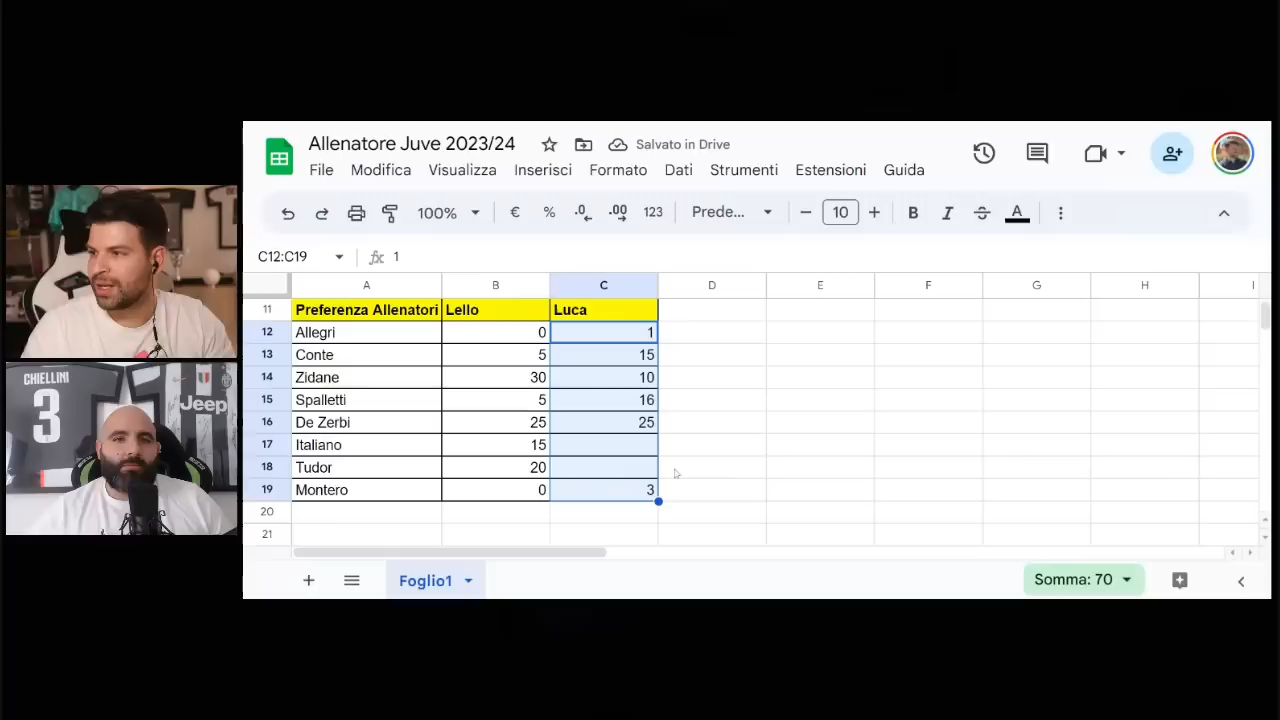 CHIELLINI
3
Jeep
Allenatore Juve 2023/24
Salvato in Drive
File Modifica Visualizza Inserisci Formato Dati Strumenti Estensioni Guida
100% € % .0 .00 123 Prede... 10 B I S A
C12:C19 fx 1
A B C D E F G H I
11 Preferenza Allenatori Lello Luca
12 Allegri 0 1
13 Conte 5 15
14 Zidane 30 10
15 Spalletti 5 16
16 De Zerbi 25 25
17 Italiano 15
18 Tudor 20
19 Montero 0 3
20
21
Foglio1
Somma: 70